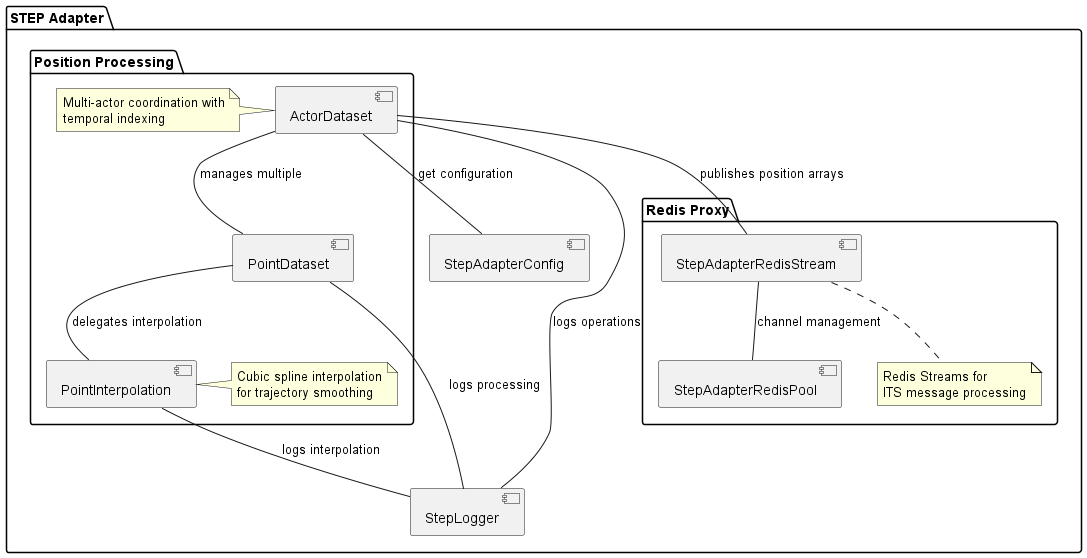 STEP Adapter
Position Processing
Multi-actor coordination with
temporal indexing
ActorDataset
manages multiple
get configuration
publishes position arrays
Redis Proxy
PointDataset
StepAdapterConfig
StepAdapterRedisStream
delegates interpolation
logs operations
channel management
PointInterpolation
Cubic spline interpolation
for trajectory smoothing
logs processing
StepAdapterRedisPool
Redis Streams for
ITS message processing
logs interpolation
StepLogger